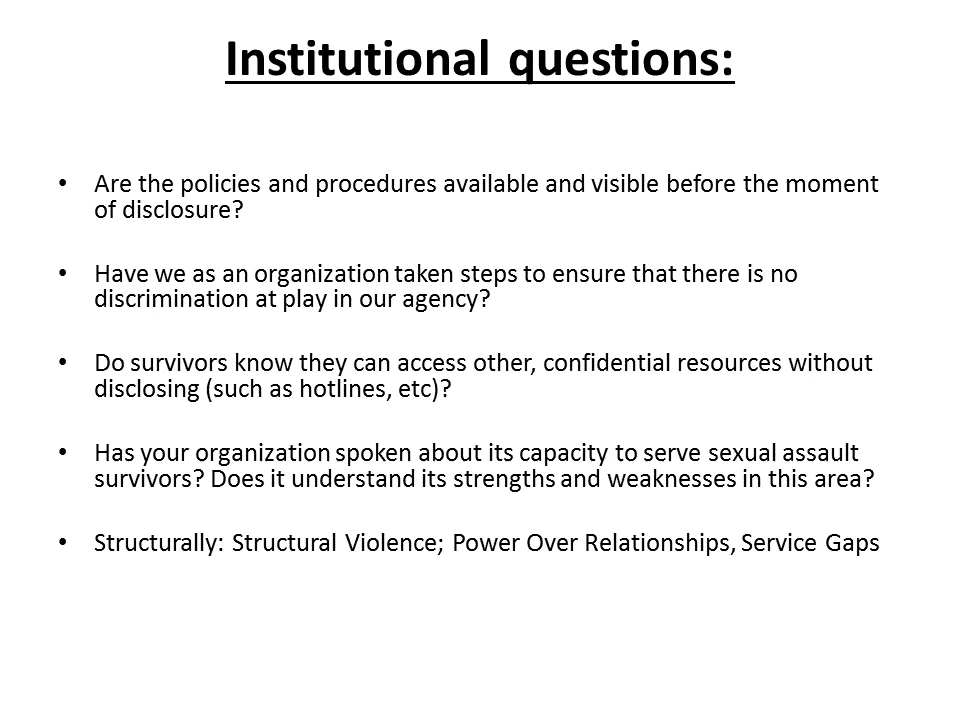 Institutional questions:
• Are the policies and procedures available and visible before the moment
of disclosure?
• Have we as an organization taken steps to ensure that there is no
discrimination at play in our agency?
• Do survivors know they can access other, confidential resources without
disclosing (such as hotlines, etc)?
• Has your organization spoken about its capacity to serve sexual assault
survivors? Does it understand its strengths and weaknesses in this area?
• Structurally: Structural Violence; Power Over Relationships, Service Gaps